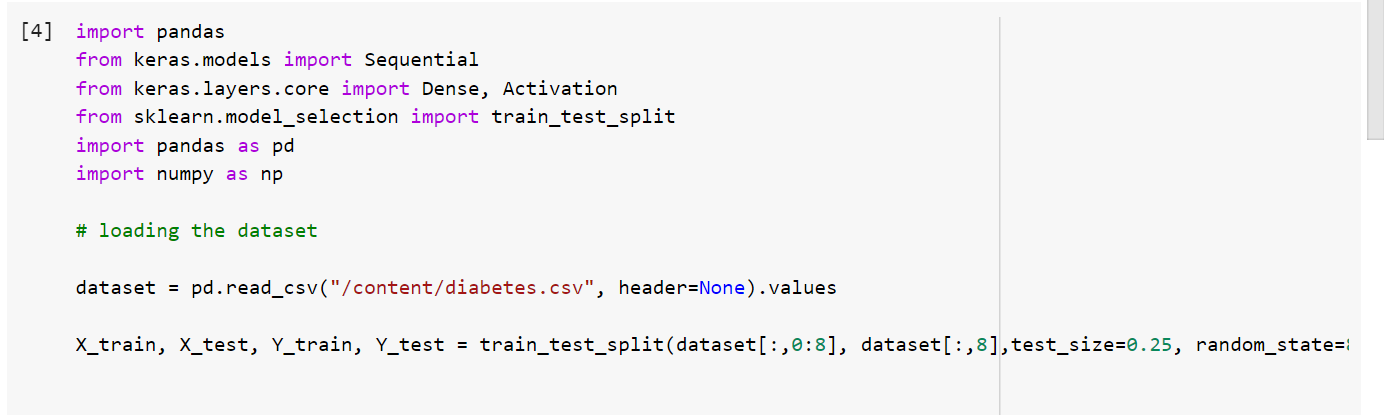 [4] import pandas
from keras.models import Sequential
from keras.layers.core import Dense, Activation
from sklearn.model_selection import train_test_split
import pandas as pd
import numpy as np
# loading the dataset
dataset = pd.read_csv("/content/diabetes.csv", header=None).values
X_train, X_test, Y_train, Y_test = train_test_split(dataset[:,0:8], dataset[:,8],test_size=0.25, random_state=